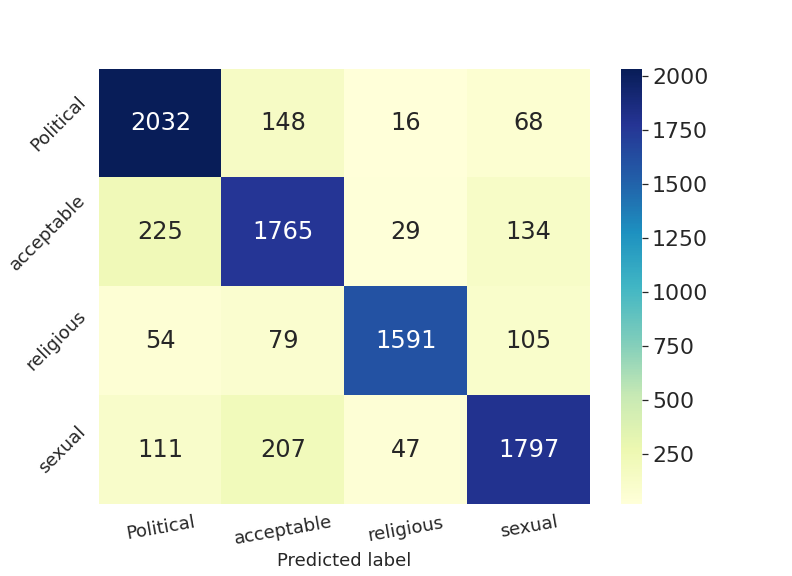 Political 2032 148 16 68
acceptable 225 1765 29 134
religious 54 79 1591 105
sexual 111 207 47 1797
Political acceptable religious sexual
Predicted label
2000
1750
1500
1250
1000
750
500
250